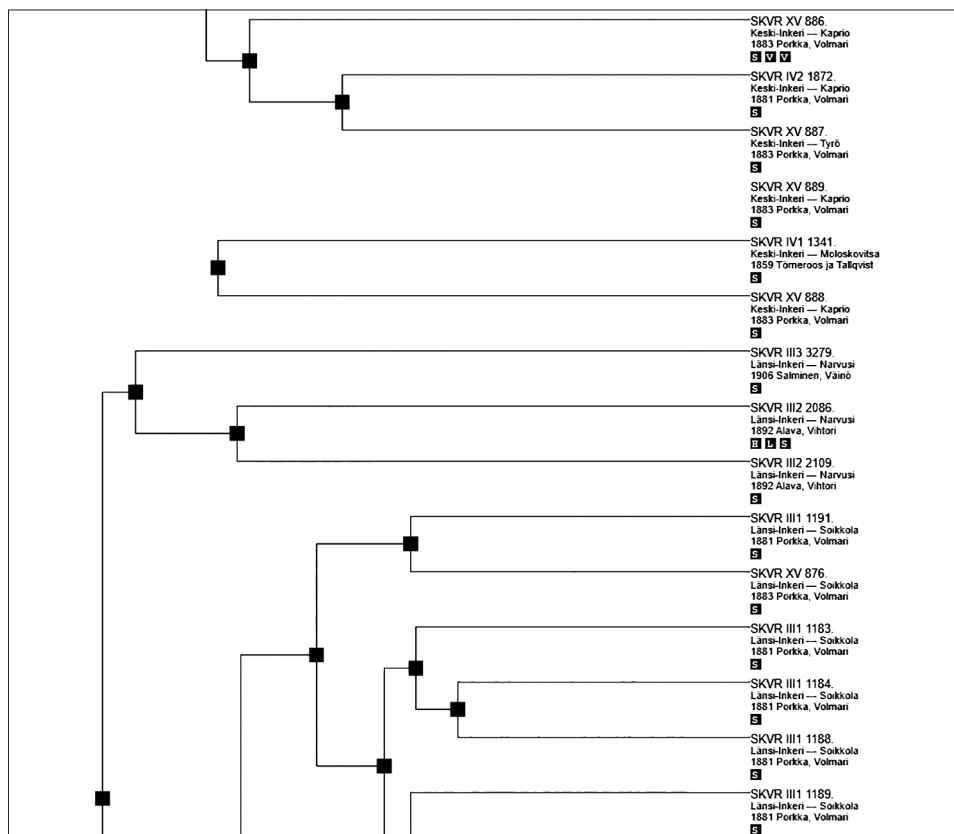 SKVR XV 886.
Keski-Inkeri — Kaprio
1883 Porkka, Volmari
S V V
SKVR IV2 1872.
Keski-Inkeri — Kaprio
1881 Porkka, Volmari
S
SKVR XV 887.
Keski-Inkeri — Tyrö
1883 Porkka, Volmari
S
SKVR XV 889.
Keski-Inkeri — Kaprio
1883 Porkka, Volmari
S
SKVR IV1 1341.
Keski-Inkeri — Moloskovitsa
1859 Törneroos ja Tallqvist
S
SKVR XV 888.
Keski-Inkeri — Kaprio
1883 Porkka, Volmari
S
SKVR III3 3279.
Länsi-Inkeri — Narvusi
1906 Salminen, Väinö
S
SKVR III2 2086.
Länsi-Inkeri — Narvusi
1892 Alava, Vihtori
H L S
SKVR III2 2109.
Länsi-Inkeri — Narvusi
1892 Alava, Vihtori
S
SKVR III1 1191.
Länsi-Inkeri — Soikkola
1881 Porkka, Volmari
S
SKVR XV 876.
Länsi-Inkeri — Soikkola
1883 Porkka, Volmari
S
SKVR III1 1183.
Länsi-Inkeri — Soikkola
1881 Porkka, Volmari
S
SKVR III1 1184.
Länsi-Inkeri — Soikkola
1881 Porkka, Volmari
S
SKVR III1 1188.
Länsi-Inkeri — Soikkola
1881 Porkka, Volmari
S
SKVR III1 1189.
Länsi-Inkeri — Soikkola
1881 Porkka, Volmari
S